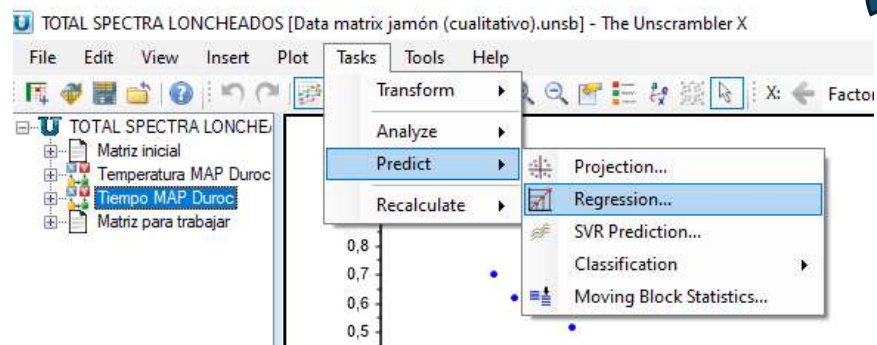 TOTAL SPECTRA LONCHEADOS [Data matrix jamón (cualitativo).unsb] - The Unscrambler X
File Edit View Insert Plot Tasks Tools Help
X: Factor
TOTAL SPECTRA LONCHE
Matriz inicial
Temperatura MAP Duroc
Tiempo MAP Duroc
Matriz para trabajar
Transform
Analyze
Predict
Recalculate
Projection...
Regression...
SVR Prediction...
Classification
Moving Block Statistics...
0,8
0,7
0,6
0,5